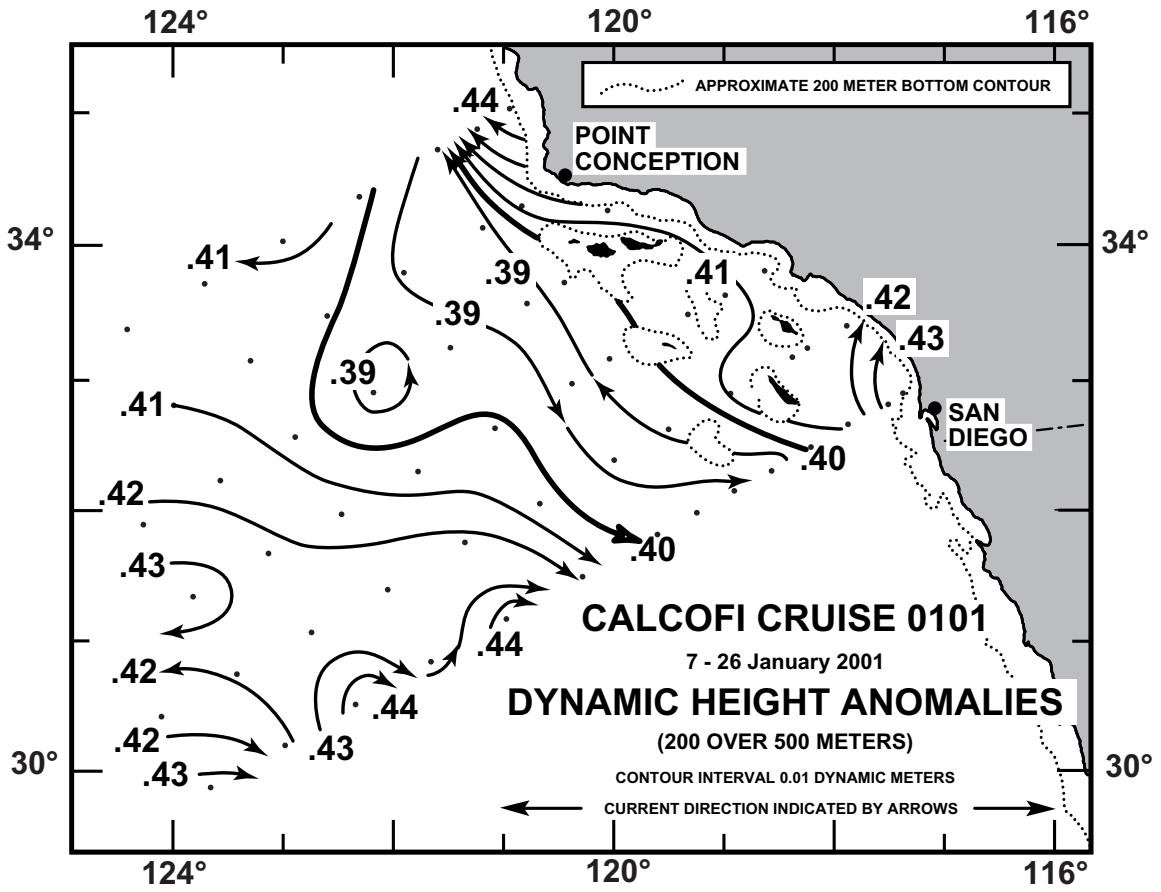 124°
120°
116°
APPROXIMATE 200 METER BOTTOM CONTOUR
.44
POINT
CONCEPTION
34°
34°
.41
.39
.41
.42
.39
.43
.39
.41
SAN
DIEGO
.40
.42
.40
.43
CALCOFI CRUISE 0101
.44
7 - 26 January 2001
.42
DYNAMIC HEIGHT ANOMALIES
.44
.42
.43
(200 OVER 500 METERS)
30°
.43
30°
CONTOUR INTERVAL 0.01 DYNAMIC METERS
CURRENT DIRECTION INDICATED BY ARROWS
124°
120°
116°